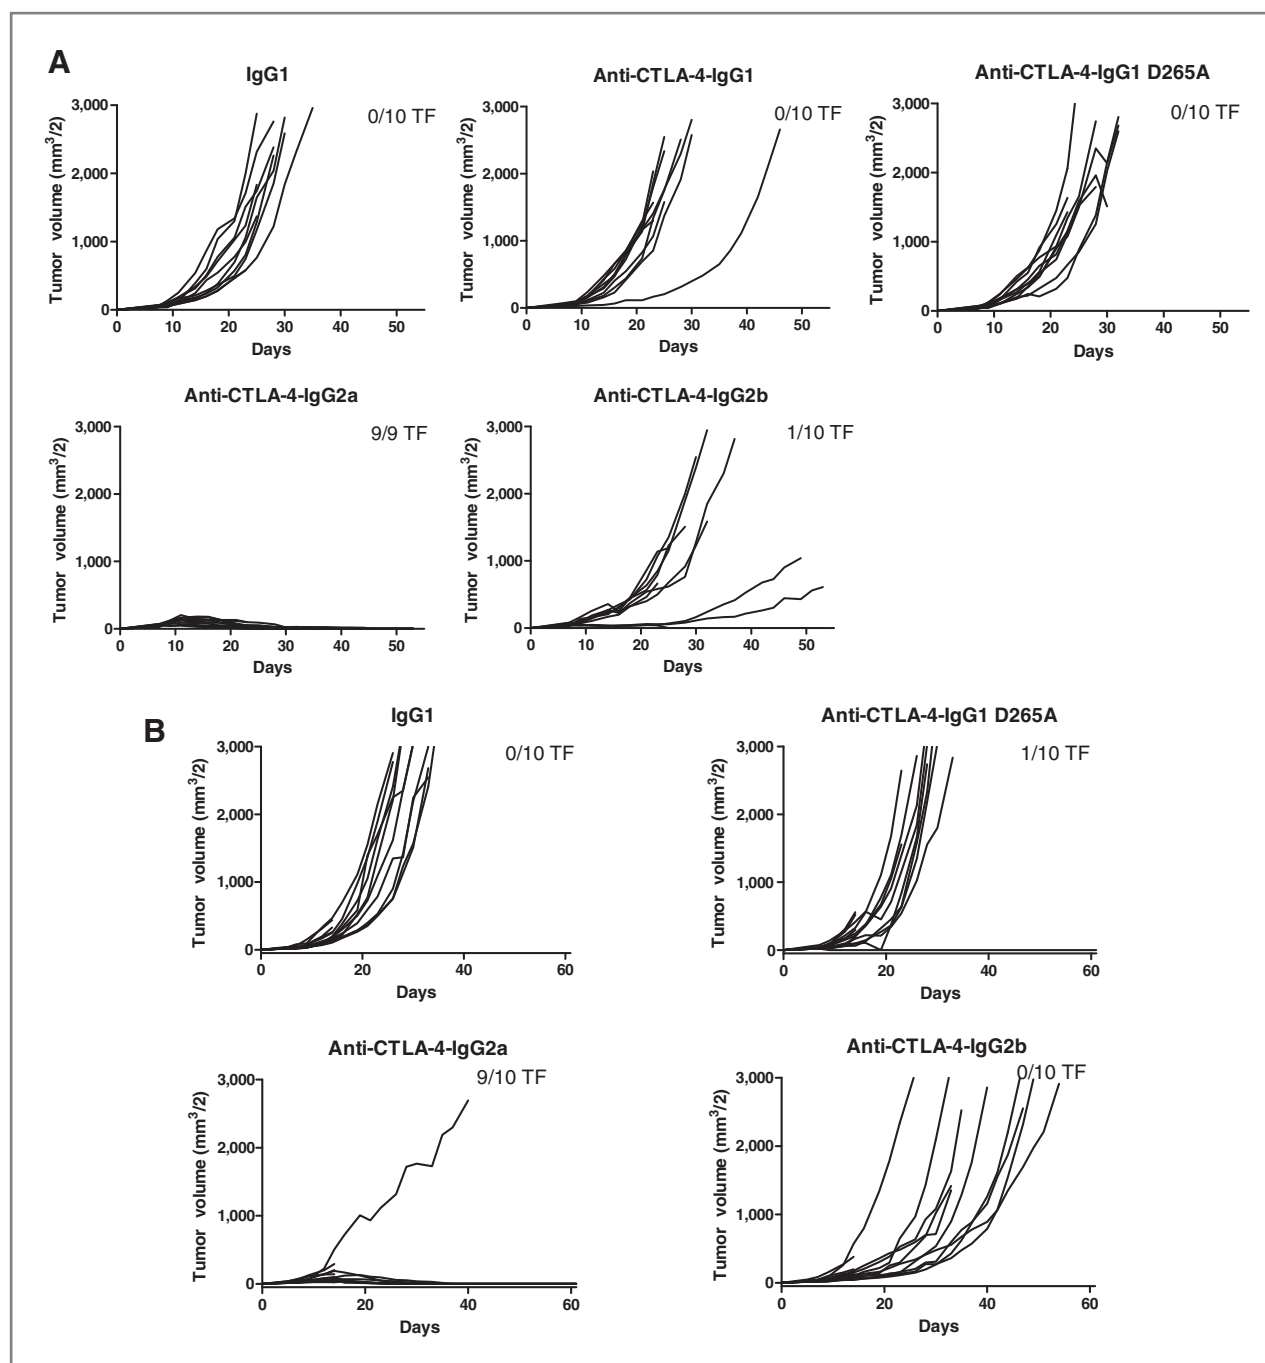 A
IgG1
0/10 TF
Tumor volume (mm³/2)
3,000
2,000
1,000
0
0 10 20 30 40 50
Days
Anti-CTLA-4-IgG1
0/10 TF
Tumor volume (mm³/2)
3,000
2,000
1,000
0
0 10 20 30 40 50
Days
Anti-CTLA-4-IgG1 D265A
0/10 TF
Tumor volume (mm³/2)
3,000
2,000
1,000
0
0 10 20 30 40 50
Days
Anti-CTLA-4-IgG2a
9/9 TF
Tumor volume (mm³/2)
3,000
2,000
1,000
0
0 10 20 30 40 50
Days
Anti-CTLA-4-IgG2b
1/10 TF
Tumor volume (mm³/2)
3,000
2,000
1,000
0
0 10 20 30 40 50
Days
B
IgG1
0/10 TF
Tumor volume (mm³/2)
3,000
2,000
1,000
0
0 20 40 60
Days
Anti-CTLA-4-IgG1 D265A
1/10 TF
Tumor volume (mm³/2)
3,000
2,000
1,000
0
0 20 40 60
Days
Anti-CTLA-4-IgG2a
9/10 TF
Tumor volume (mm³/2)
3,000
2,000
1,000
0
0 20 40 60
Days
Anti-CTLA-4-IgG2b
0/10 TF
Tumor volume (mm³/2)
3,000
2,000
1,000
0
0 20 40 60
Days